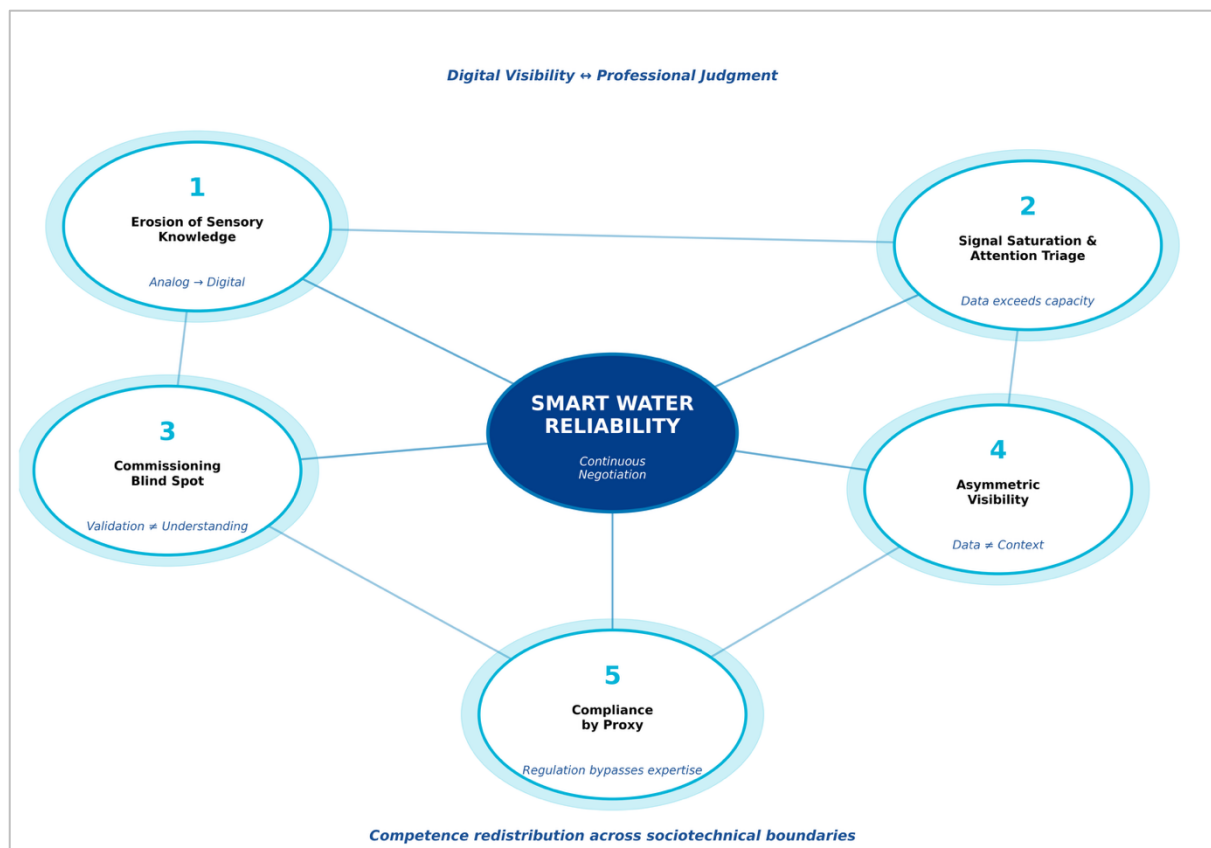 Digital Visibility ↔ Professional Judgment
1
Erosion of Sensory
Knowledge
Analog → Digital
2
Signal Saturation &
Attention Triage
Data exceeds capacity
SMART WATER
RELIABILITY
Continuous
Negotiation
3
Commissioning
Blind Spot
Validation ≠ Understanding
4
Asymmetric
Visibility
Data ≠ Context
5
Compliance
by Proxy
Regulation bypasses expertise
Competence redistribution across sociotechnical boundaries